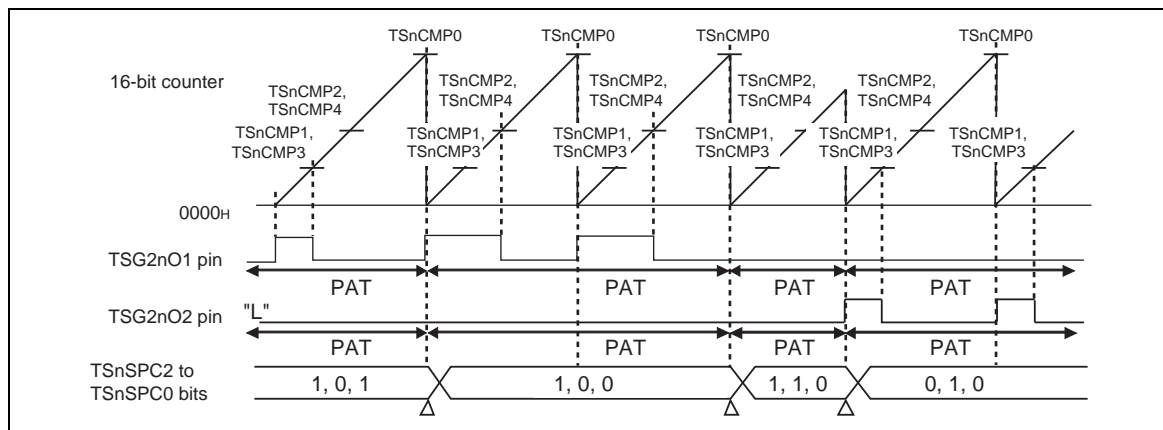 TSnCMP0 TSnCMP0 TSnCMP0 TSnCMP0
16-bit counter
TSnCMP2, TSnCMP2, TSnCMP2, TSnCMP2, TSnCMP2,
TSnCMP4 TSnCMP4 TSnCMP4 TSnCMP4 TSnCMP4
TSnCMP1, TSnCMP1, TSnCMP1, TSnCMP1, TSnCMP1, TSnCMP1,
TSnCMP3 TSnCMP3 TSnCMP3 TSnCMP3 TSnCMP3 TSnCMP3
0000H
TSG2nO1 pin
PAT PAT PAT PAT
TSG2nO2 pin "L"
PAT PAT PAT PAT
TSnSPC2 to
TSnSPC0 bits
1, 0, 1 1, 0, 0 1, 1, 0 0, 1, 0